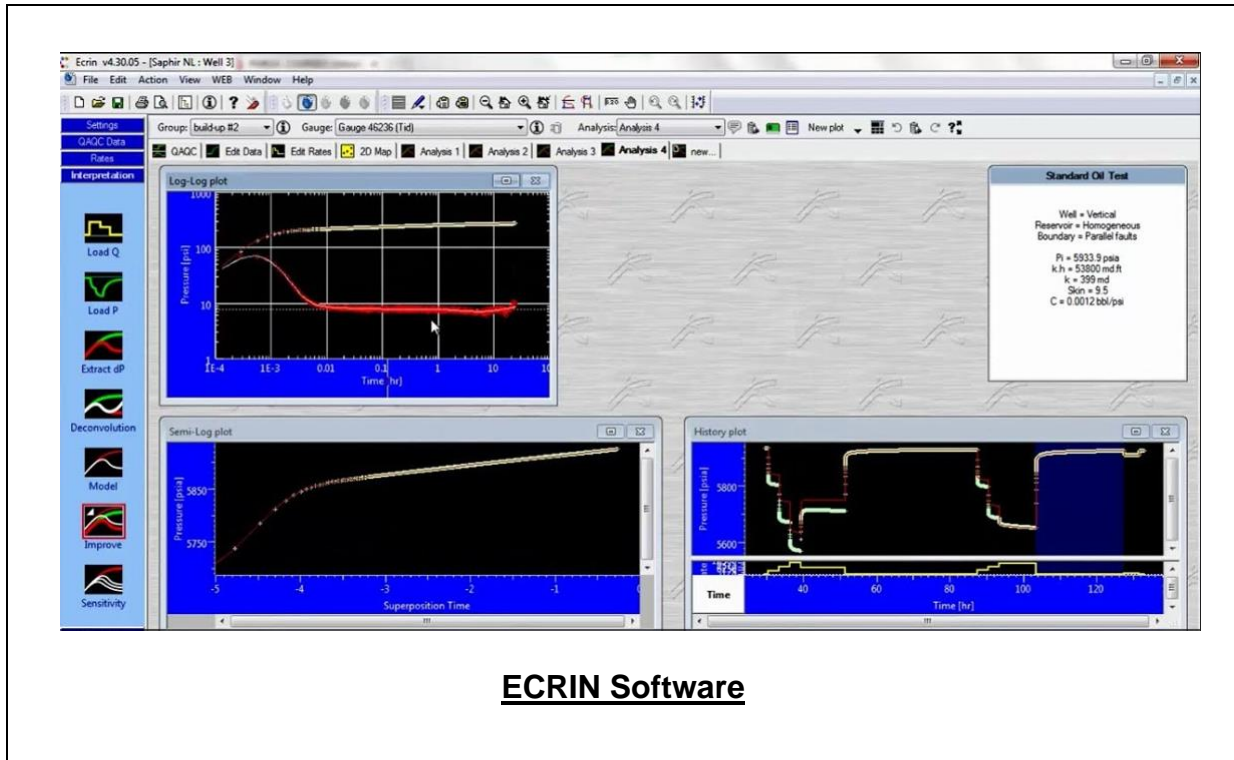 Ecrin v4.30.05 - [Saphir NL : Well 3]
File Edit Action View WEB Window Help
Settings
QAQC Data
Rates
Interpretation
Load Q
Load P
Extract dP
Deconvolution
Model
Improve
Sensitivity
Group: build-up #2 Gauge: Gauge 46236 (Tid) Analysis: Analysis 4 New plot
QAQC Edit Data Edit Rates 2D Map Analysis 1 Analysis 2 Analysis 3 Analysis 4 new...
Log-Log plot
Pressure [psi]
1000
100
10
1
1E-4 1E-3 0.01 0.1 1 10 10
Time [hr]
Standard Oil Test
Well = Vertical
Reservoir = Homogeneous
Boundary = Parallel faults
Pi = 5933.9 psia
k.h = 53800 md.ft
k = 399 md
Skin = 9.5
C = 0.0012 bbl/psi
Semi-Log plot
Pressure [psia]
5850
5750
-5 -4 -3 -2 -1 0
Superposition Time
History plot
Pressure [psia]
5800
5600
Time
40 60 80 100 120
Time [hr]
ECRIN Software